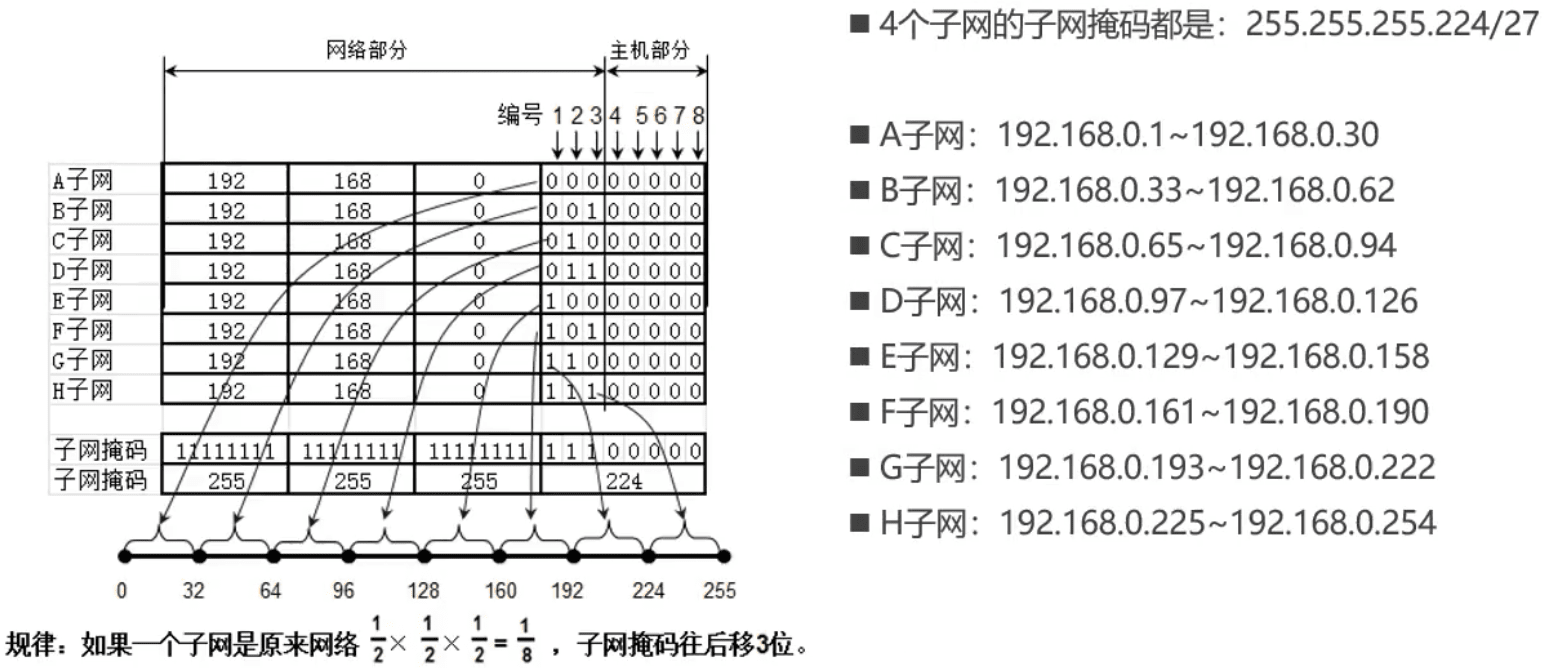 网络部分 主机部分
编号 1 2 3 4 5 6 7 8
A子网 192 168 0 0 0 0 0 0 0 0 0
B子网 192 168 0 0 0 1 0 0 0 0 0
C子网 192 168 0 0 1 0 0 0 0 0 0
D子网 192 168 0 0 1 1 0 0 0 0 0
E子网 192 168 0 1 0 0 0 0 0 0 0
F子网 192 168 0 1 0 1 0 0 0 0 0
G子网 192 168 0 1 1 0 0 0 0 0 0
H子网 192 168 0 1 1 1 0 0 0 0 0
子网掩码 11111111 11111111 11111111 1 1 1 0 0 0 0 0
子网掩码 255 255 255 224
0 32 64 96 128 160 192 224 255
规律：如果一个子网是原来网络 1/2 × 1/2 × 1/2 = 1/8 ，子网掩码往后移3位。
■ 4个子网的子网掩码都是：255.255.255.224/27
■ A子网：192.168.0.1~192.168.0.30
■ B子网：192.168.0.33~192.168.0.62
■ C子网：192.168.0.65~192.168.0.94
■ D子网：192.168.0.97~192.168.0.126
■ E子网：192.168.0.129~192.168.0.158
■ F子网：192.168.0.161~192.168.0.190
■ G子网：192.168.0.193~192.168.0.222
■ H子网：192.168.0.225~192.168.0.254